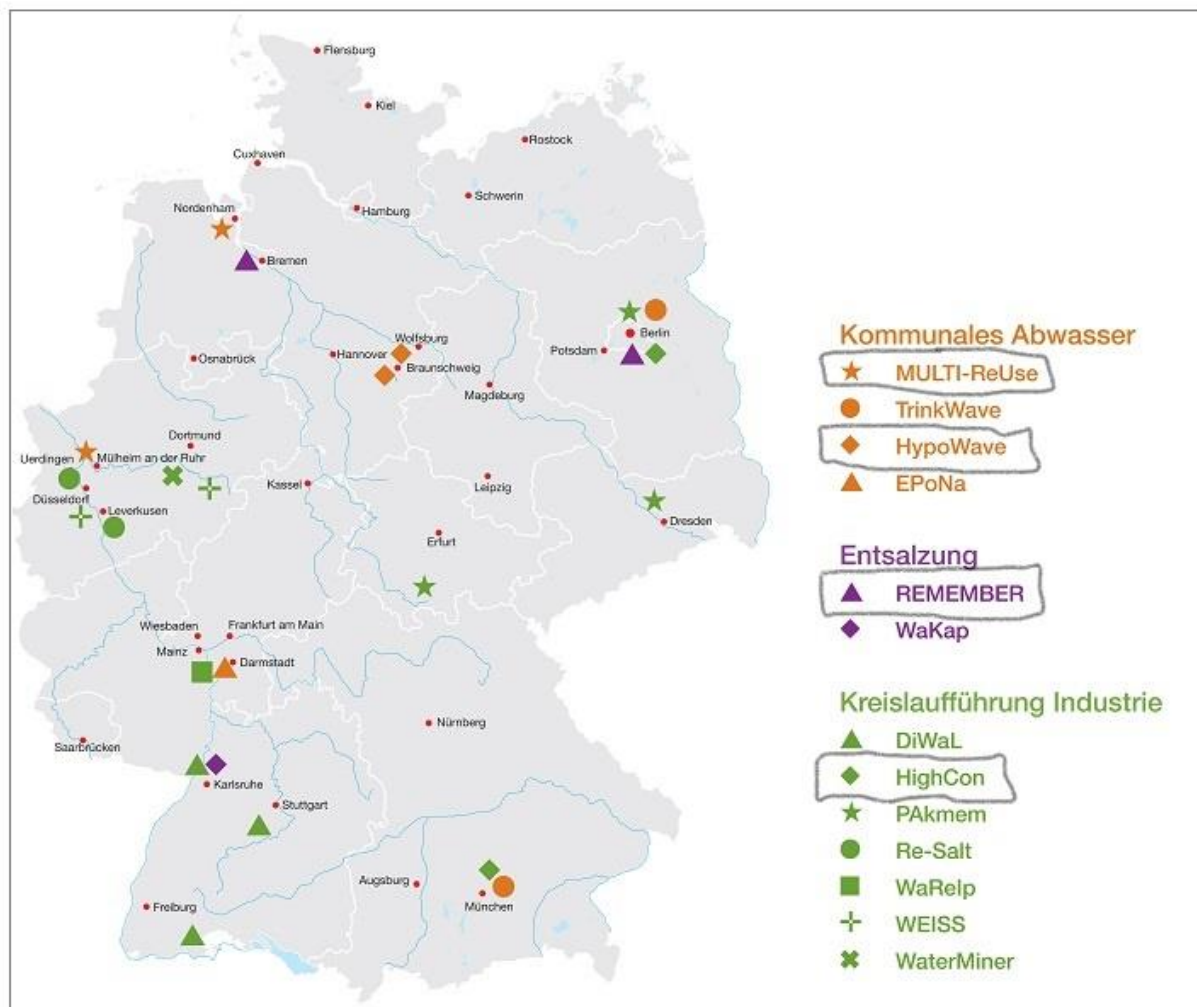 Flensburg
Kiel
Rostock
Cuxhaven
Schwerin
Nordenham
Hamburg
Bremen
Wolfsburg
Berlin
Osnabrück
Hannover
Potsdam
Braunschweig
Magdeburg
Dortmund
Uerdingen
Mülheim an der Ruhr
Kassel
Leipzig
Düsseldorf
Leverkusen
Dresden
Erfurt
Wiesbaden
Frankfurt am Main
Mainz
Darmstadt
Nürnberg
Saarbrücken
Karlsruhe
Stuttgart
Augsburg
Freiburg
München
Kommunales Abwasser
MULTI-ReUse
TrinkWave
HypoWave
EPoNa
Entsalzung
REMEMBER
WaKap
Kreislaufführung Industrie
DiWaL
HighCon
PAkmem
Re-Salt
WaRelp
WEISS
WaterMiner